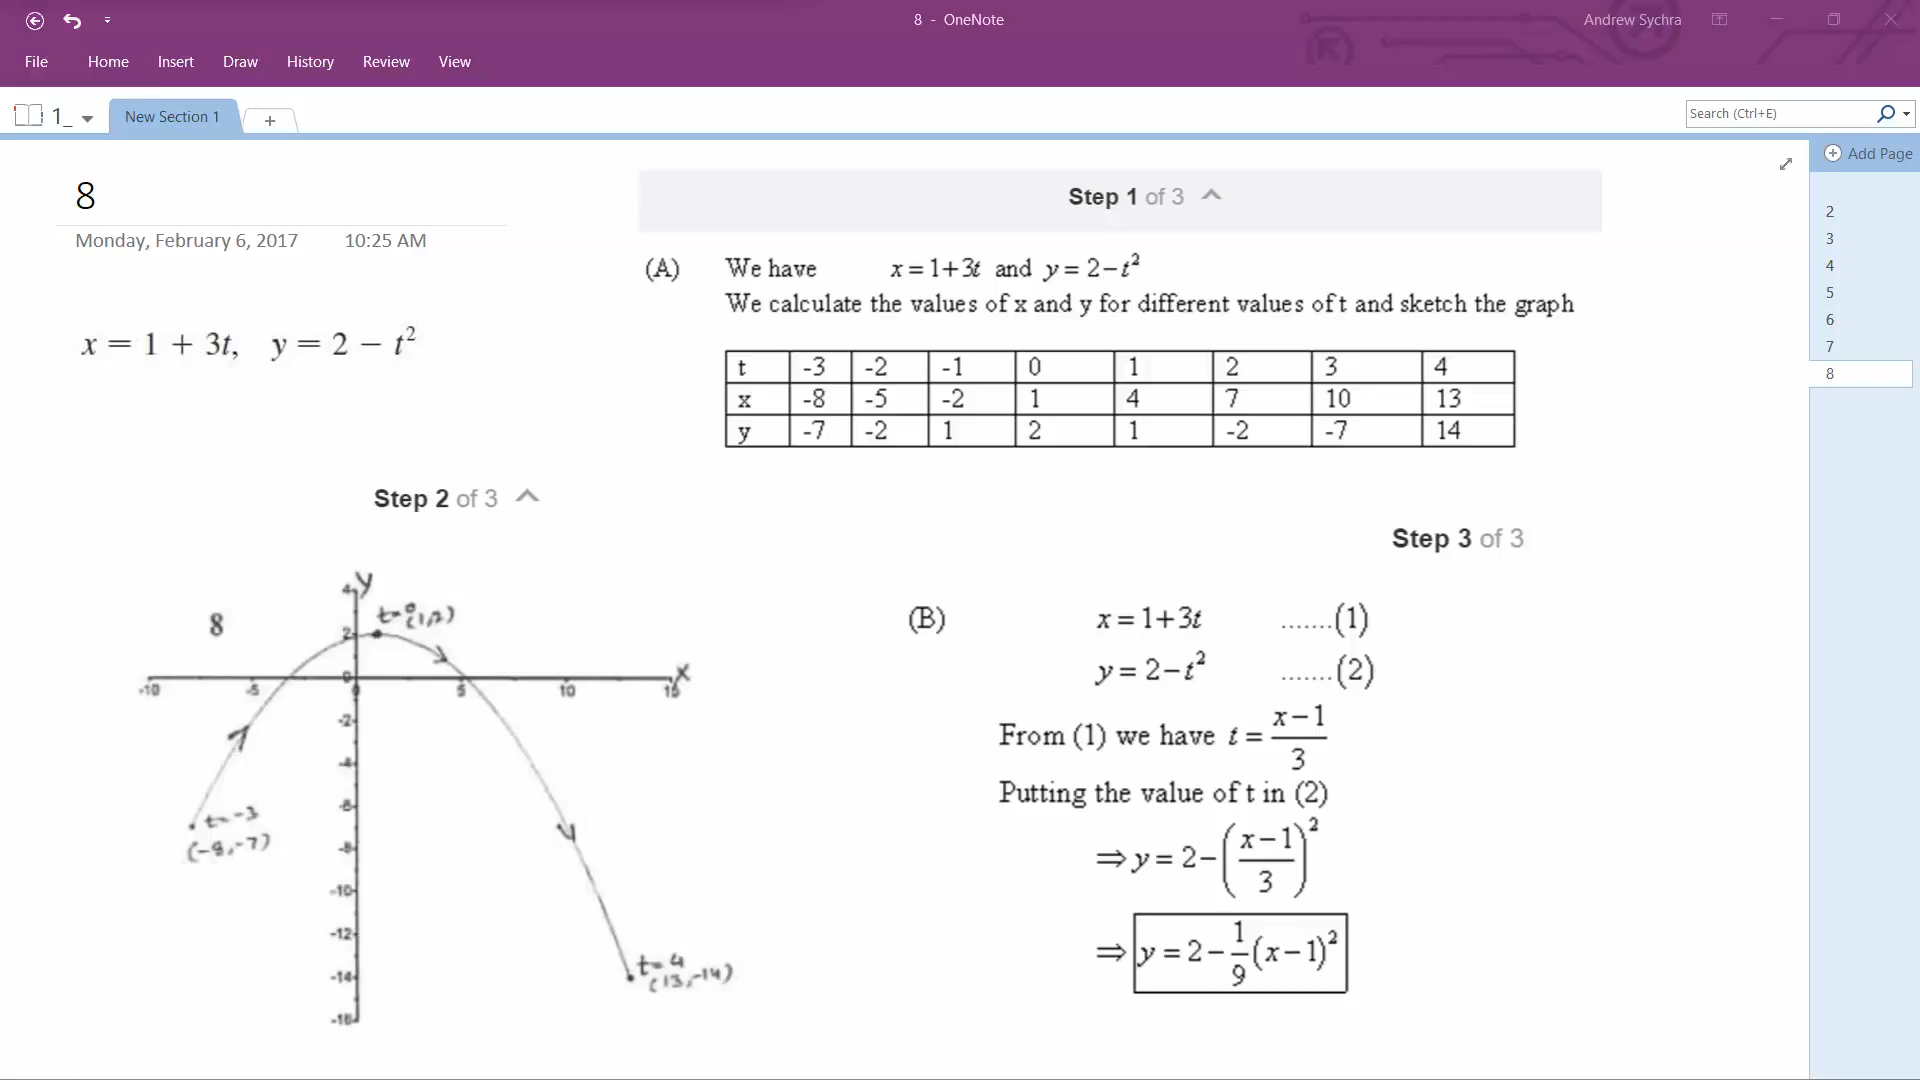 8 - OneNote
Andrew Sychra
File Home Insert Draw History Review View
1_ New Section 1 +
Search (Ctrl+E)
Add Page
2
3
4
5
6
7
8
8
Monday, February 6, 2017 10:25 AM
x = 1 + 3t, y = 2 − t²
Step 1 of 3
(A) We have x = 1+3t and y = 2−t²
We calculate the values of x and y for different values of t and sketch the graph
t -3 -2 -1 0 1 2 3 4
x -8 -5 -2 1 4 7 10 13
y -7 -2 1 2 1 -2 -7 14
Step 2 of 3
8
y
4
t=0 (1,2)
2
0
x
-10 -5 0 5 10 15
-2
-4
-6
t=-3
(-8,-7)
-8
-10
-12
-14
t=4
(13,-14)
-16
Step 3 of 3
(B) x = 1+3t .......(1)
y = 2−t² .......(2)
From (1) we have t = (x−1)/3
Putting the value of t in (2)
⇒ y = 2−((x−1)/3)²
⇒ y = 2−1/9(x−1)²